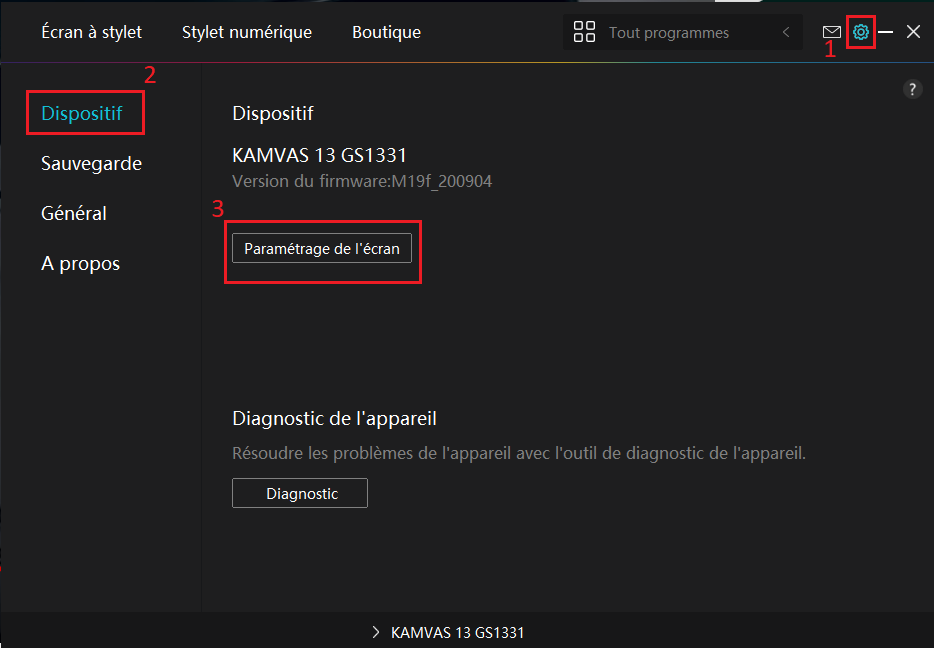 Écran à stylet
Stylet numérique
Boutique
Tout programmes
1
2
Dispositif
Sauvegarde
Général
A propos
?
Dispositif
KAMVAS 13 GS1331
Version du firmware:M19f_200904
3
Paramétrage de l'écran
Diagnostic de l'appareil
Résoudre les problèmes de l'appareil avec l'outil de diagnostic de l'appareil.
Diagnostic
KAMVAS 13 GS1331